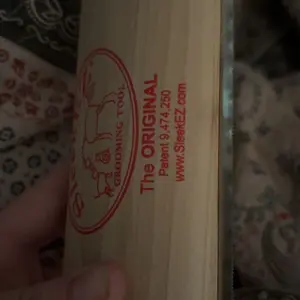 GROOMING TOOL
The ORIGINAL
Patent 9,474,250
www.SleekEZ.com